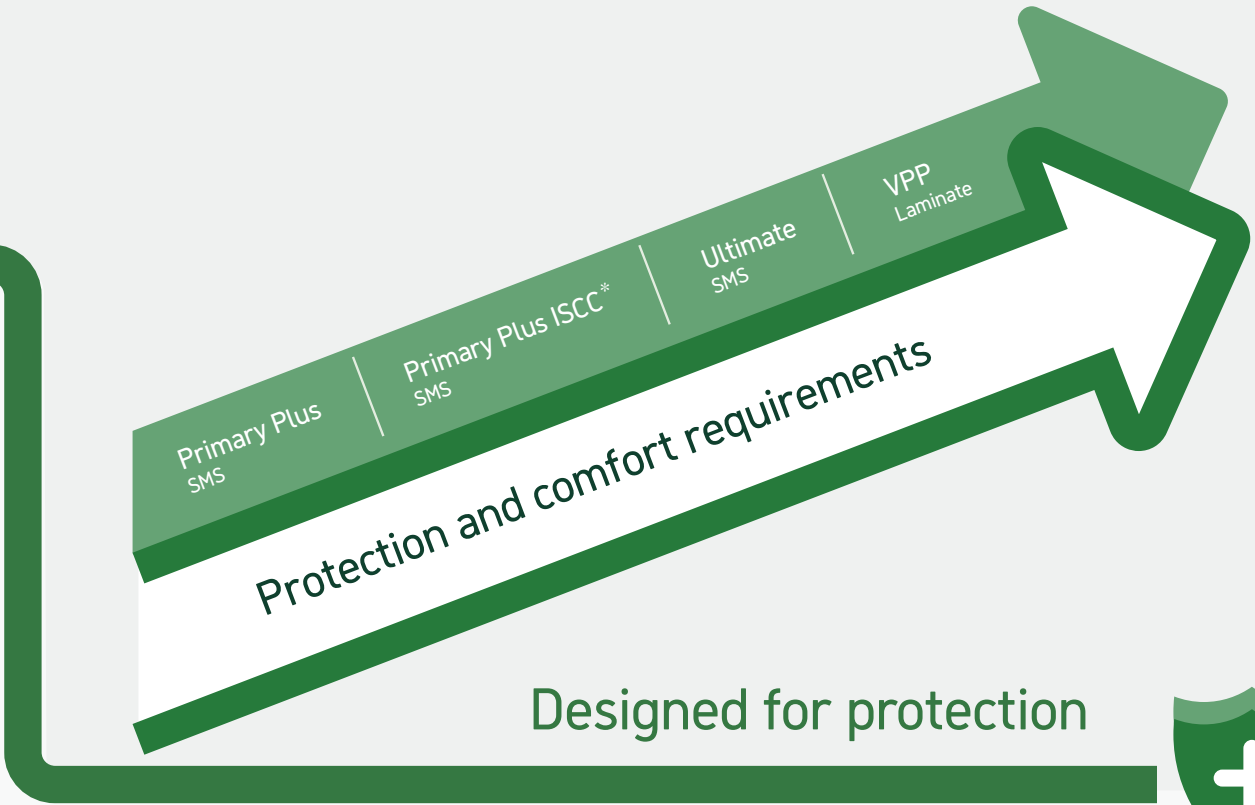 Primary Plus
SMS
Primary Plus ISCC*
SMS
Ultimate
SMS
VPP
Laminate
Protection and comfort requirements
Designed for protection